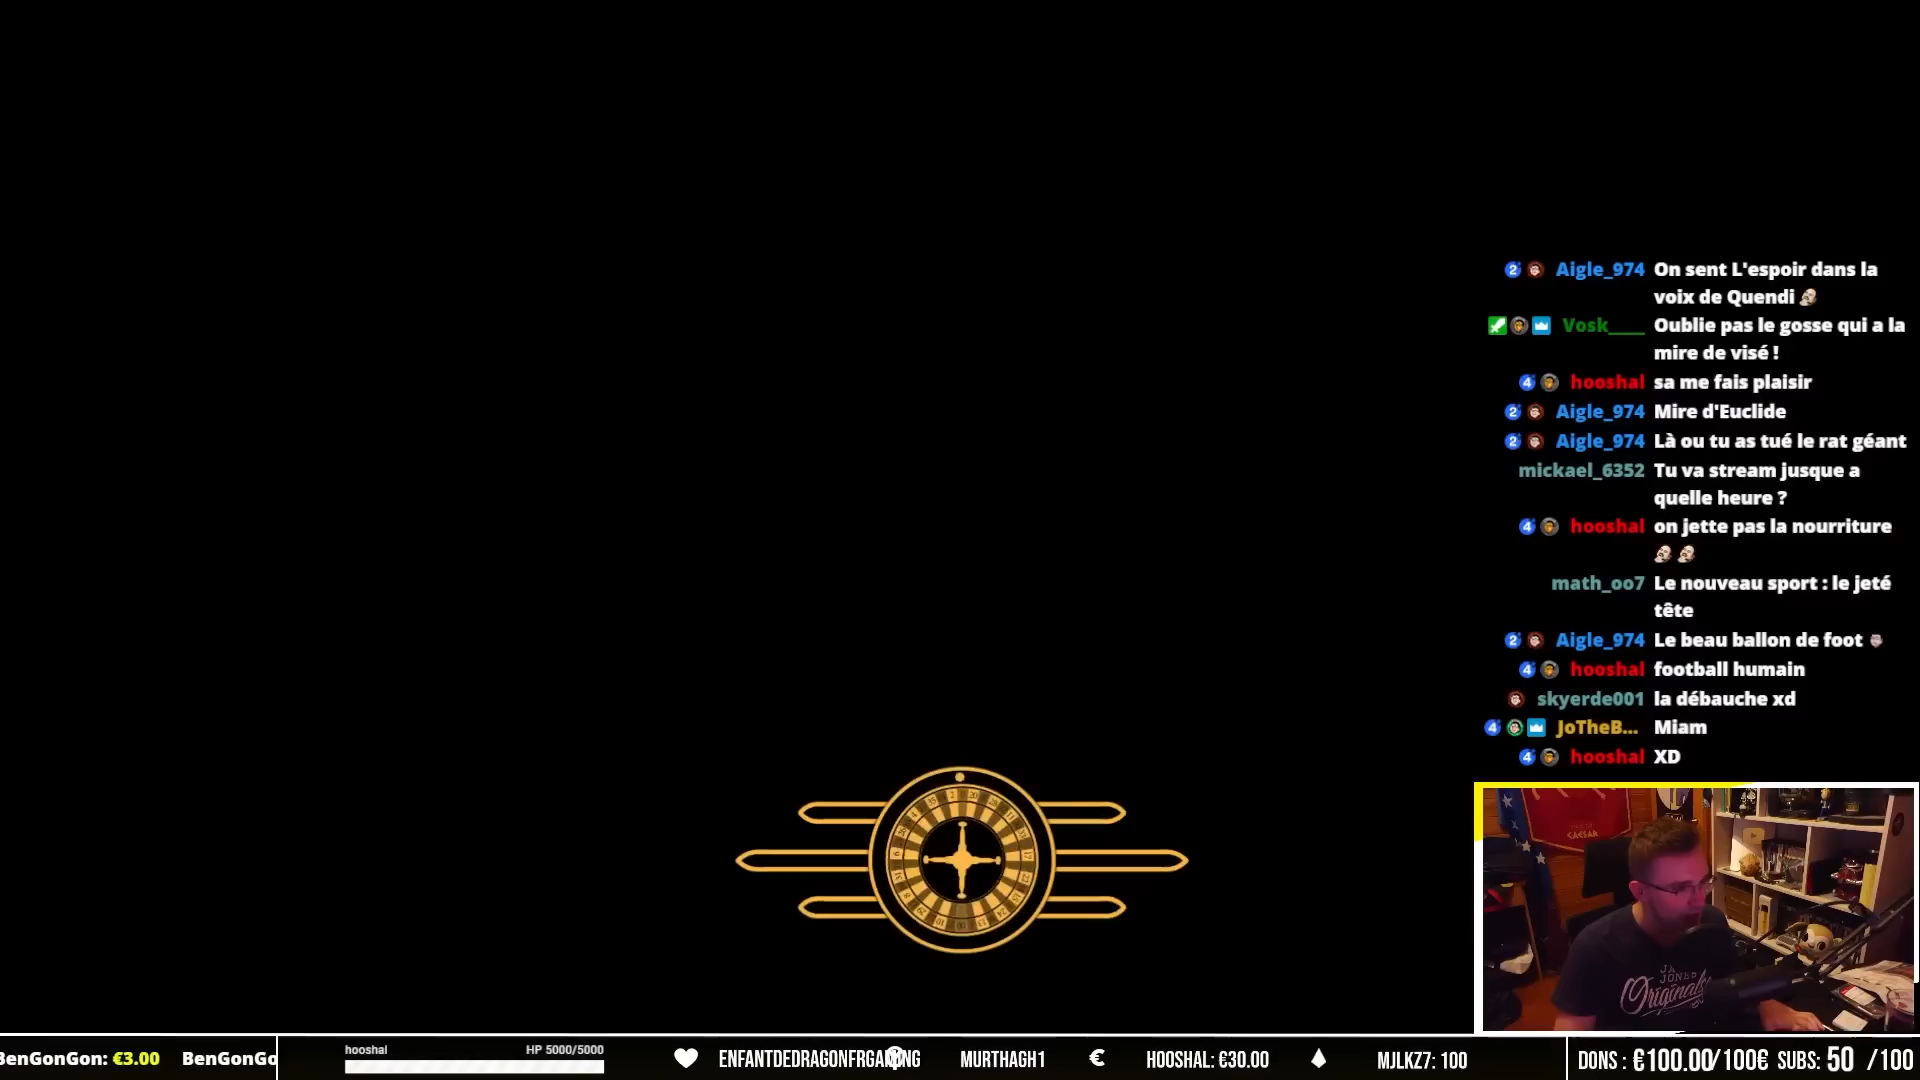 Aigle_974 On sent L'espoir dans la
voix de Quendi
Vosk____ Oublie pas le gosse qui a la
mire de visé !
hooshal sa me fais plaisir
Aigle_974 Mire d'Euclide
Aigle_974 Là ou tu as tué le rat géant
mickael_6352 Tu va stream jusque a
quelle heure ?
hooshal on jette pas la nourriture
math_oo7 Le nouveau sport : le jeté
tête
Aigle_974 Le beau ballon de foot
hooshal football humain
skyerde001 la débauche xd
JoTheB... Miam
hooshal XD
CAESAR
JONES
Originals
BenGonGon: €3.00 BenGonGo
hooshal HP 5000/5000
ENFANTDEDRAGONFRGAMING MURTHAGH1 € HOOSHAL: €30.00 MJLKZ7: 100
DONS : €100.00/100€ SUBS: 50 /100